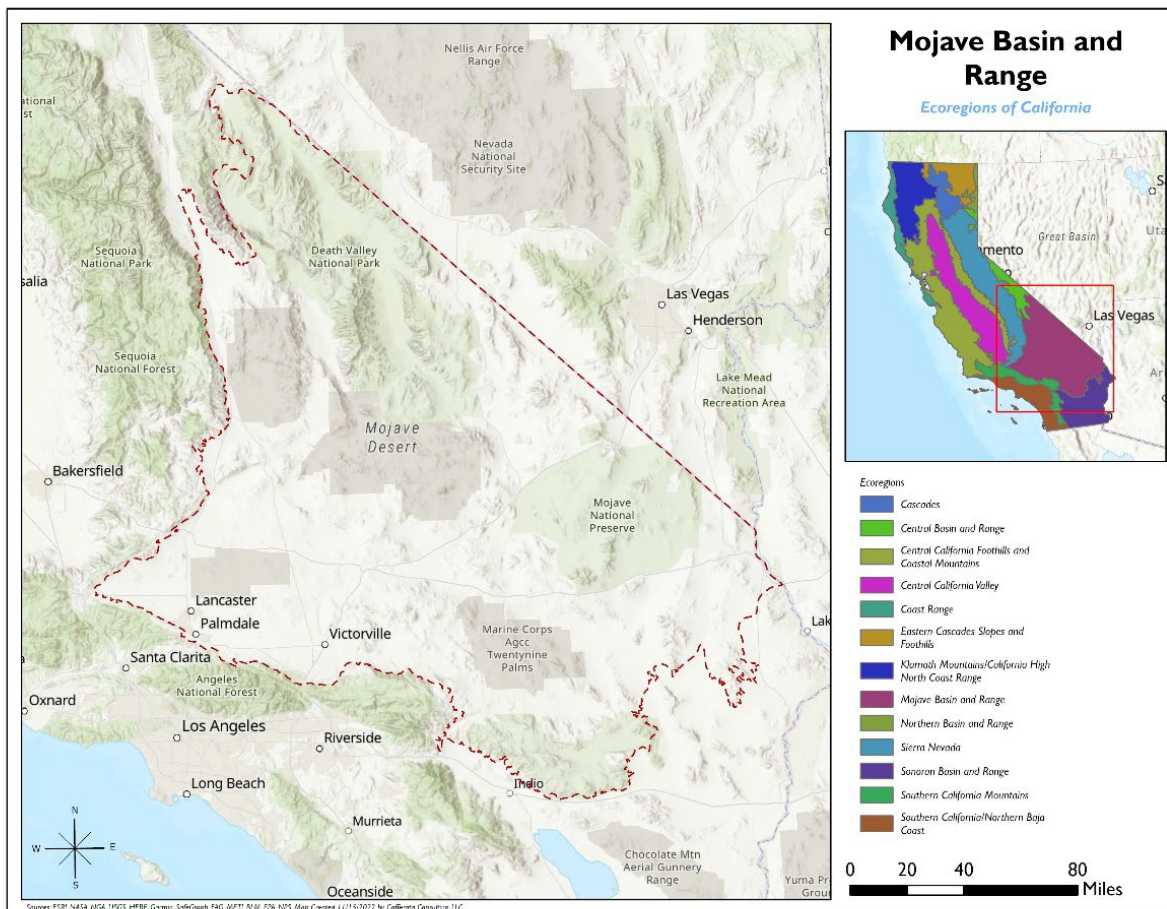 Mojave Basin and
Range
Ecoregions of California
Nellis Air Force
Range
Nevada
National
Security Site
Sequoia
National Park
Death Valley
National Park
Las Vegas
Henderson
Sequoia
National Forest
Lake Mead
National
Recreation Area
Mojave
Desert
Bakersfield
Mojave
National
Preserve
Lancaster
Palmdale
Victorville
Marine Corps
Agcc
Twentynine
Palms
Santa Clarita
Angeles
National Forest
Oxnard
Los Angeles
Riverside
Long Beach
Indio
Murrieta
Chocolate Mtn
Aerial Gunnery
Range
Oceanside
N
W
E
S
Great Basin
Las Vegas
Ecoregions
Cascades
Central Basin and Range
Central California Foothills and
Coastal Mountains
Central California Valley
Coast Range
Eastern Cascades Slopes and
Foothills
Klamath Mountains/California High
North Coast Range
Mojave Basin and Range
Northern Basin and Range
Sierra Nevada
Sonoran Basin and Range
Southern California Mountains
Southern California/Northern Baja
Coast
0 20 40 80
Miles